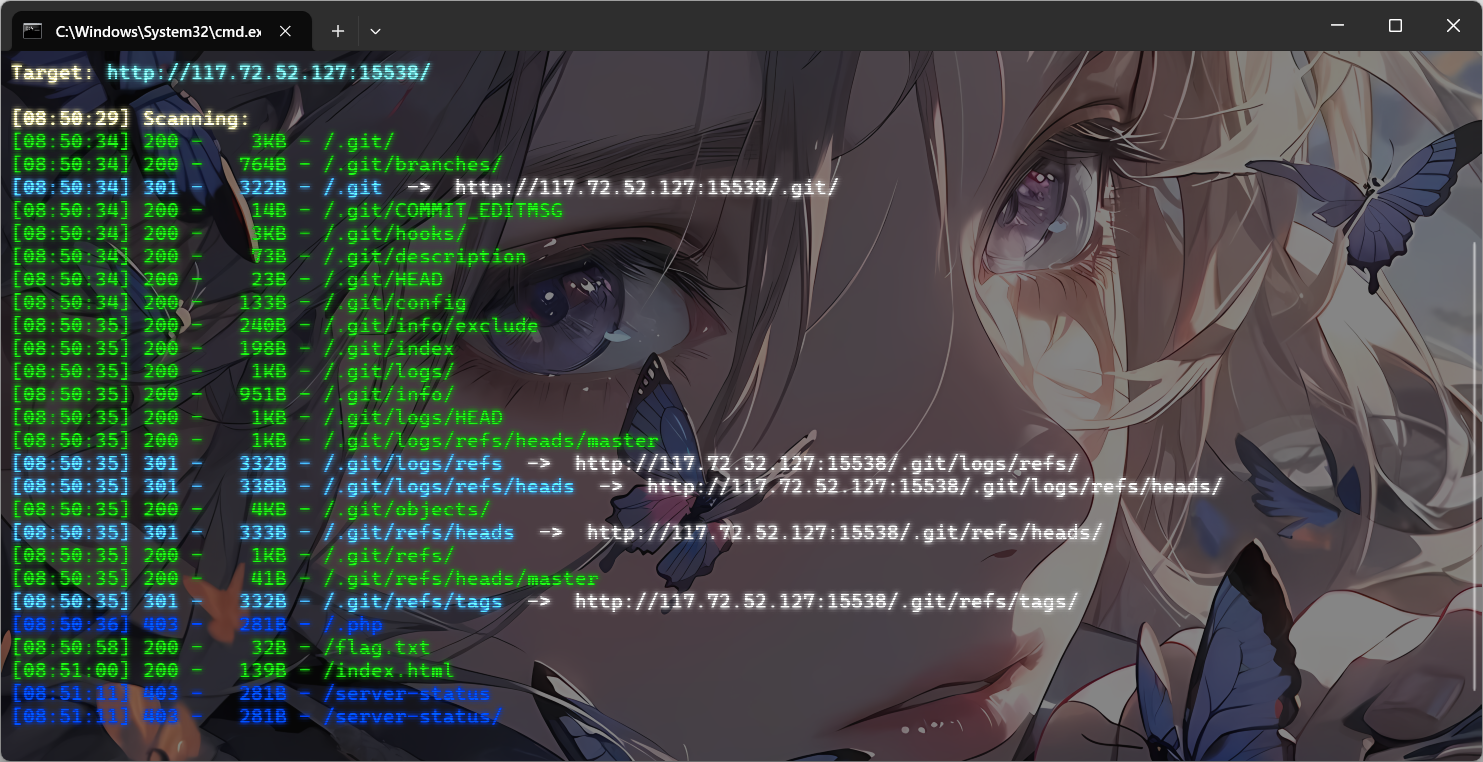 C:\Windows\System32\cmd.ex
Target: http://117.72.52.127:15538/
[08:50:29] Scanning:
[08:50:34] 200 - 3KB - /.git/
[08:50:34] 200 - 764B - /.git/branches/
[08:50:34] 301 - 322B - /.git -> http://117.72.52.127:15538/.git/
[08:50:34] 200 - 14B - /.git/COMMIT_EDITMSG
[08:50:34] 200 - 3KB - /.git/hooks/
[08:50:34] 200 - 73B - /.git/description
[08:50:34] 200 - 23B - /.git/HEAD
[08:50:34] 200 - 133B - /.git/config
[08:50:35] 200 - 240B - /.git/info/exclude
[08:50:35] 200 - 198B - /.git/index
[08:50:35] 200 - 1KB - /.git/logs/
[08:50:35] 200 - 951B - /.git/info/
[08:50:35] 200 - 1KB - /.git/logs/HEAD
[08:50:35] 200 - 1KB - /.git/logs/refs/heads/master
[08:50:35] 301 - 332B - /.git/logs/refs -> http://117.72.52.127:15538/.git/logs/refs/
[08:50:35] 301 - 338B - /.git/logs/refs/heads -> http://117.72.52.127:15538/.git/logs/refs/heads/
[08:50:35] 200 - 4KB - /.git/objects/
[08:50:35] 301 - 333B - /.git/refs/heads -> http://117.72.52.127:15538/.git/refs/heads/
[08:50:35] 200 - 1KB - /.git/refs/
[08:50:35] 200 - 41B - /.git/refs/heads/master
[08:50:35] 301 - 332B - /.git/refs/tags -> http://117.72.52.127:15538/.git/refs/tags/
[08:50:36] 403 - 281B - /.php
[08:50:58] 200 - 32B - /flag.txt
[08:51:00] 200 - 139B - /index.html
[08:51:11] 403 - 281B - /server-status
[08:51:11] 403 - 281B - /server-status/